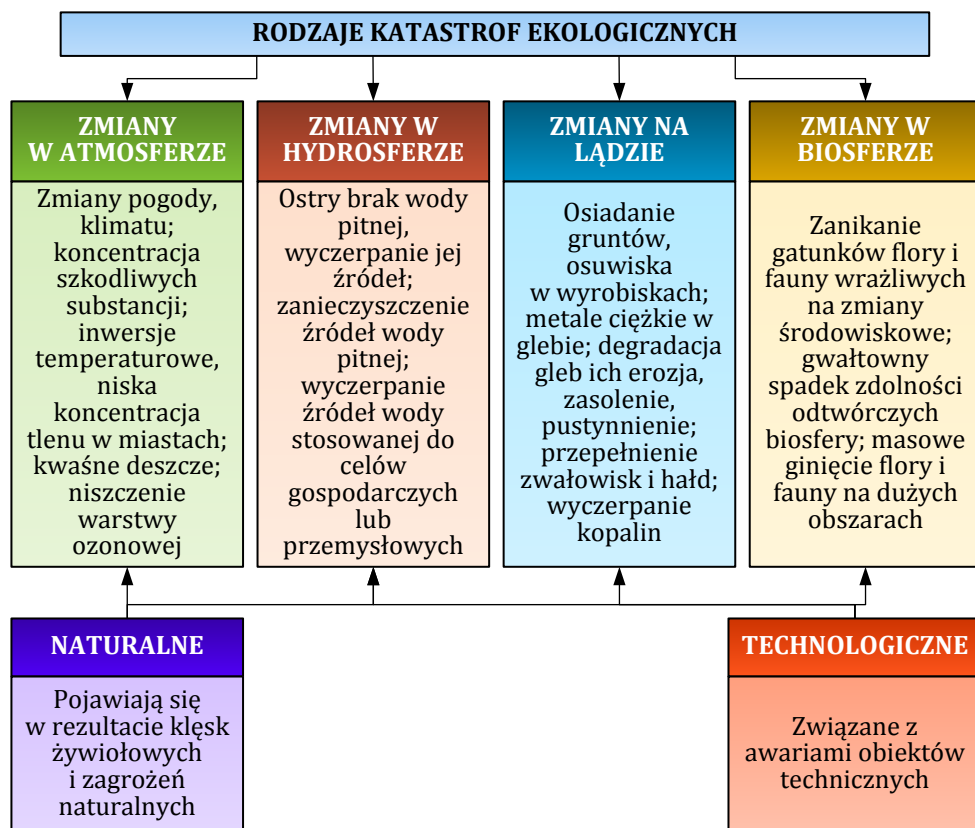 RODZAJE KATASTROF EKOLOGICZNYCH
ZMIANY
W ATMOSFERZE
Zmiany pogody,
klimatu;
koncentracja
szkodliwych
substancji;
inwersje
temperaturowe,
niska
koncentracja
tlenu w miastach;
kwaśne deszcze;
niszczenie
warstwy
ozonowej
ZMIANY W
HYDROSFERZE
Ostry brak wody
pitnej,
wyczerpanie jej
źródeł;
zanieczyszczenie
źródeł wody
pitnej;
wyczerpanie
źródeł wody
stosowanej do
celów
gospodarczych
lub
przemysłowych
ZMIANY NA
LĄDZIE
Osiadanie
gruntów,
osuwiska
w wyrobiskach;
metale ciężkie w
glebie; degradacja
gleb ich erozja,
zasolenie,
pustynnienie;
przepełnienie
zwałowisk i hałd;
wyczerpanie
kopalin
ZMIANY W
BIOSFERZE
Zanikanie
gatunków flory i
fauny wrażliwych
na zmiany
środowiskowe;
gwałtowny
spadek zdolności
odtwórczych
biosfery; masowe
ginięcie flory i
fauny na dużych
obszarach
NATURALNE
Pojawiają się
w rezultacie klęsk
żywiołowych
i zagrożeń
naturalnych
TECHNOLOGICZNE
Związane z
awariami obiektów
technicznych